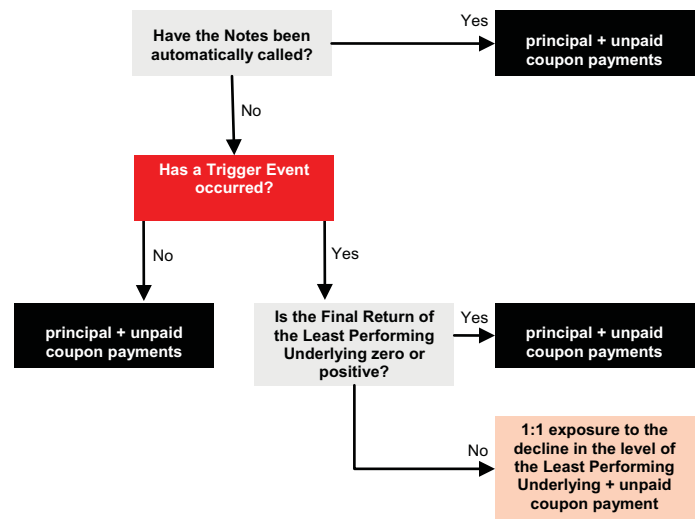 Have the Notes been
automatically called?
Yes
principal + unpaid
coupon payments
No
Has a Trigger Event
occurred?
No
Yes
principal + unpaid
coupon payments
Is the Final Return of
the Least Performing
Underlying zero or
positive?
Yes
principal + unpaid
coupon payments
No
1:1 exposure to the
decline in the level of
the Least Performing
Underlying + unpaid
coupon payment